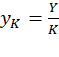 y_K = Y/K